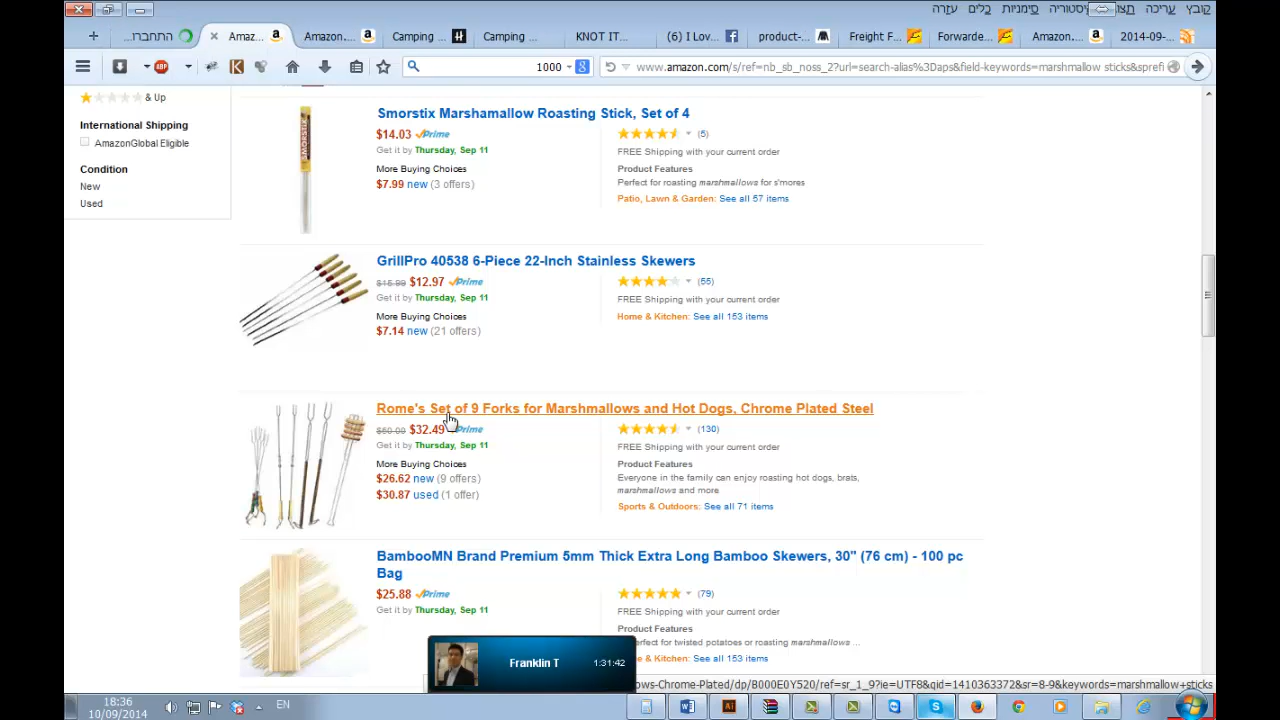 קובץ עריכה תצו יסטוריה סימניות כלים עזרה
התחברו...
Amaz...
Amazon,...
Camping ...
Camping ...
KNOT IT...
(6) I Lov...
product-...
Freight F...
Forwarde...
Amazon,...
2014-09-...
ABP
K
1000
www.amazon.com/s/ref=nb_sb_noss_2?url=search-alias%3Daps&field-keywords=marshmallow sticks&sprefi
& Up
International Shipping
AmazonGlobal Eligible
Condition
New
Used
Smorstix Marshamallow Roasting Stick, Set of 4
$14.03 Prime
Get it by Thursday, Sep 11
More Buying Choices
$7.99 new (3 offers)
(5)
FREE Shipping with your current order
Product Features
Perfect for roasting marshmallows for s'mores
Patio, Lawn & Garden: See all 57 items
GrillPro 40538 6-Piece 22-Inch Stainless Skewers
$15.99 $12.97 Prime
Get it by Thursday, Sep 11
More Buying Choices
$7.14 new (21 offers)
(55)
FREE Shipping with your current order
Home & Kitchen: See all 153 items
Rome's Set of 9 Forks for Marshmallows and Hot Dogs, Chrome Plated Steel
$60.00 $32.49 Prime
Get it by Thursday, Sep 11
More Buying Choices
$26.62 new (9 offers)
$30.87 used (1 offer)
(130)
FREE Shipping with your current order
Product Features
Everyone in the family can enjoy roasting hot dogs, brats,
marshmallows and more
Sports & Outdoors: See all 71 items
BambooMN Brand Premium 5mm Thick Extra Long Bamboo Skewers, 30" (76 cm) - 100 pc
Bag
$25.88 Prime
Get it by Thursday, Sep 11
(79)
FREE Shipping with your current order
Product Features
perfect for twisted potatoes or roasting marshmallows ...
e & Kitchen: See all 153 items
Franklin T 1:31:42
ows-Chrome-Plated/dp/B000E0Y520/ref=sr_1_9?ie=UTF8&qid=1410363372&sr=8-9&keywords=marshmallow+sticks
18:36
10/09/2014
EN